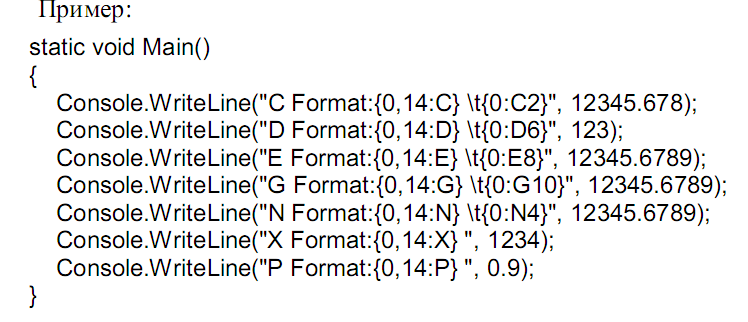 Пример:
static void Main()
{
Console.WriteLine("C Format:{0,14:C} \t{0:C2}", 12345.678);
Console.WriteLine("D Format:{0,14:D} \t{0:D6}", 123);
Console.WriteLine("E Format:{0,14:E} \t{0:E8}", 12345.6789);
Console.WriteLine("G Format:{0,14:G} \t{0:G10}", 12345.6789);
Console.WriteLine("N Format:{0,14:N} \t{0:N4}", 12345.6789);
Console.WriteLine("X Format:{0,14:X} ", 1234);
Console.WriteLine("P Format:{0,14:P} ", 0.9);
}